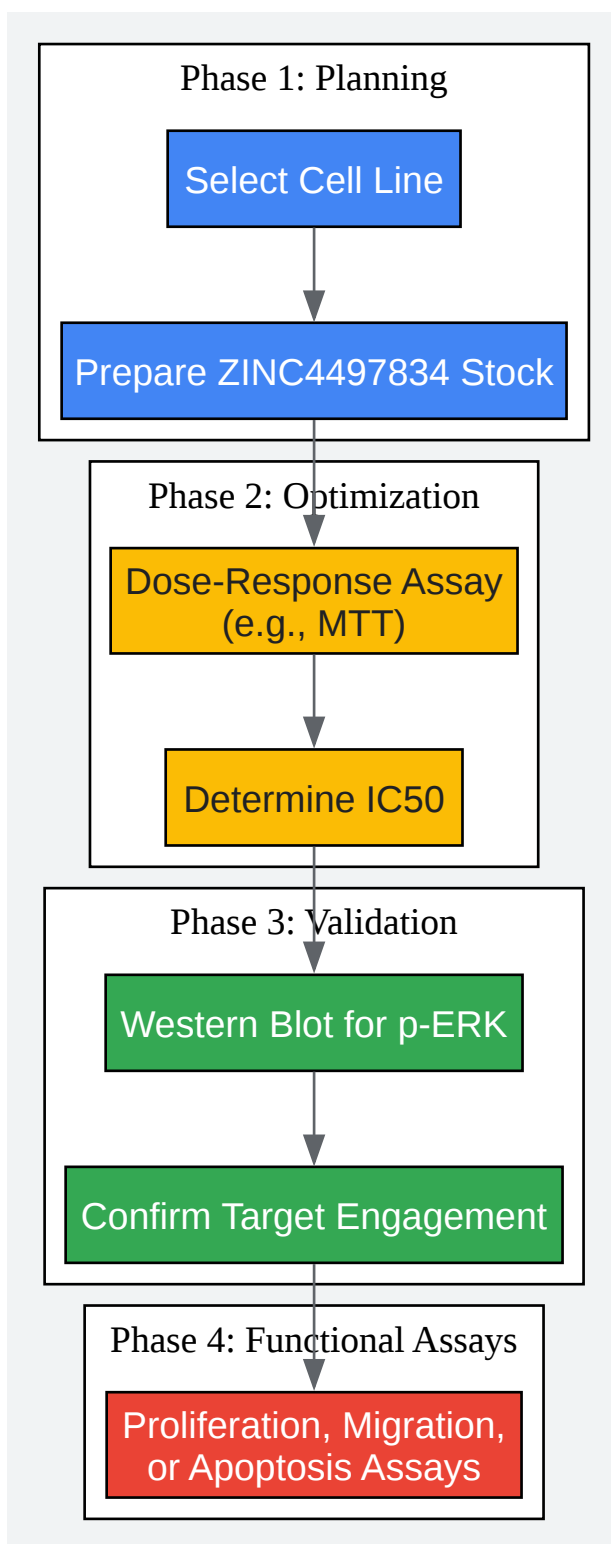 Phase 1: Planning
Select Cell Line
Prepare ZINC4497834 Stock
Phase 2: Optimization
Dose-Response Assay
(e.g., MTT)
Determine IC50
Phase 3: Validation
Western Blot for p-ERK
Confirm Target Engagement
Phase 4: Functional Assays
Proliferation, Migration,
or Apoptosis Assays